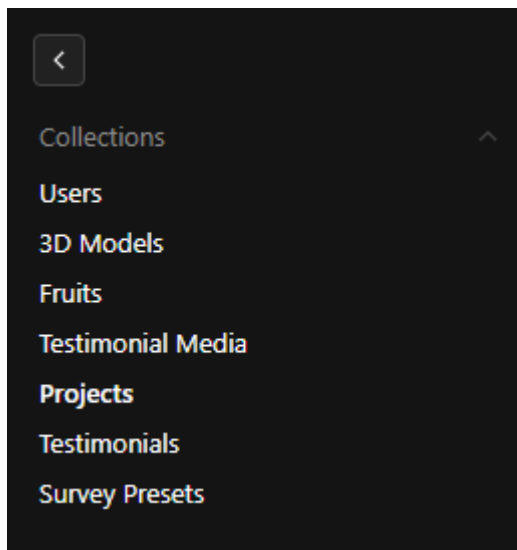 Collections
Users
3D Models
Fruits
Testimonial Media
Projects
Testimonials
Survey Presets